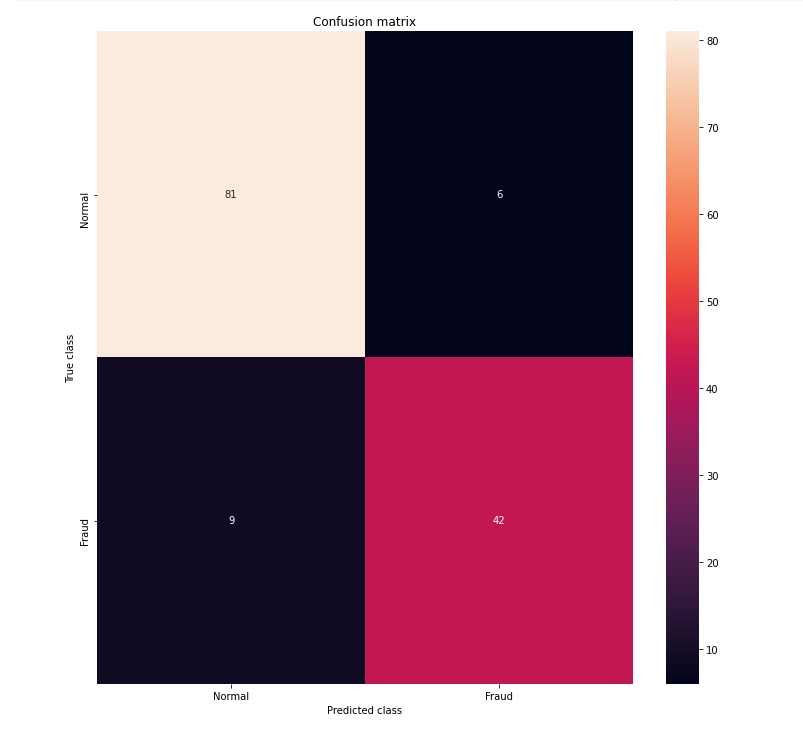 Confusion matrix
True class
Normal
Fraud
81
6
9
42
Normal
Fraud
Predicted class
80
70
60
50
40
30
20
10